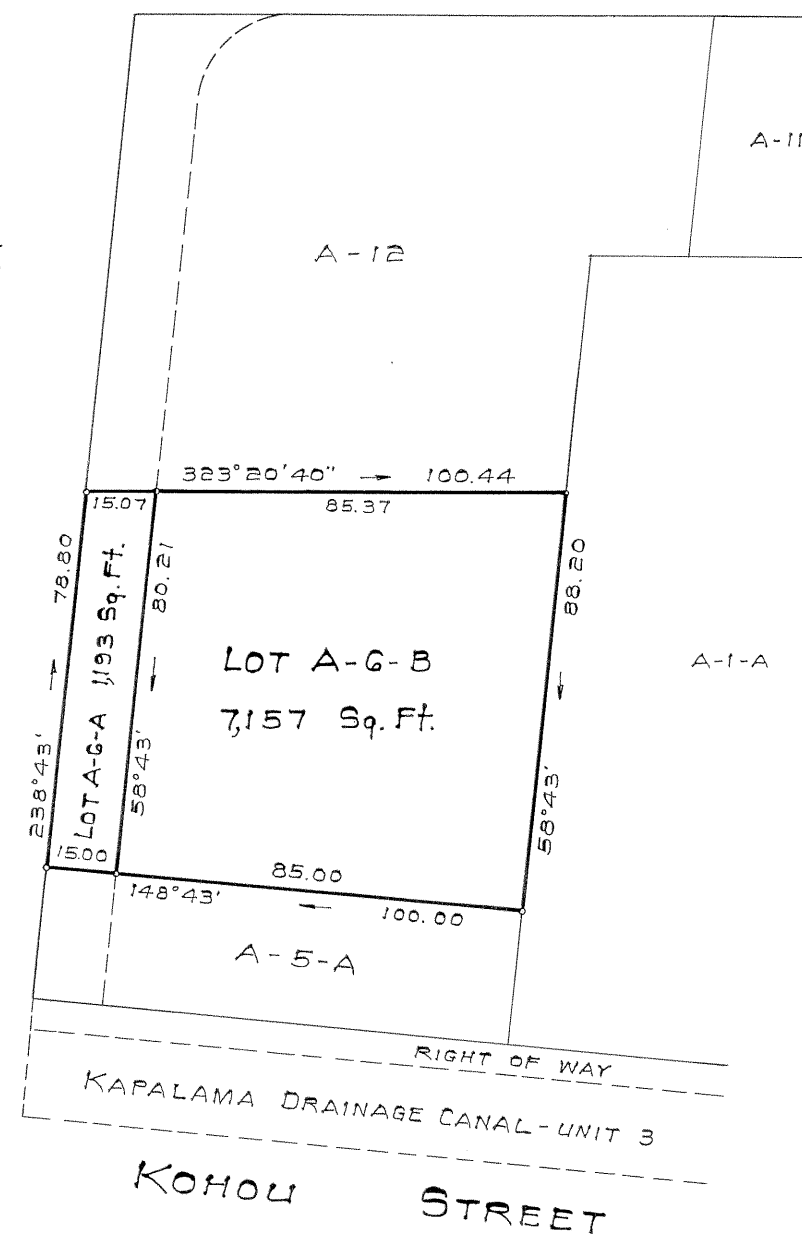 A-11
A-12
323°20'40" 100.44
15.07
85.37
78.80
80.21
88.20
LOT A-6-A 1,193 Sq.Ft.
LOT A-6-B
7,157 Sq.Ft.
A-1-A
238°43'
58°43'
58°43'
15.00
85.00
148°43'
100.00
A-5-A
RIGHT OF WAY
KAPALAMA DRAINAGE CANAL-UNIT 3
KOHOU STREET